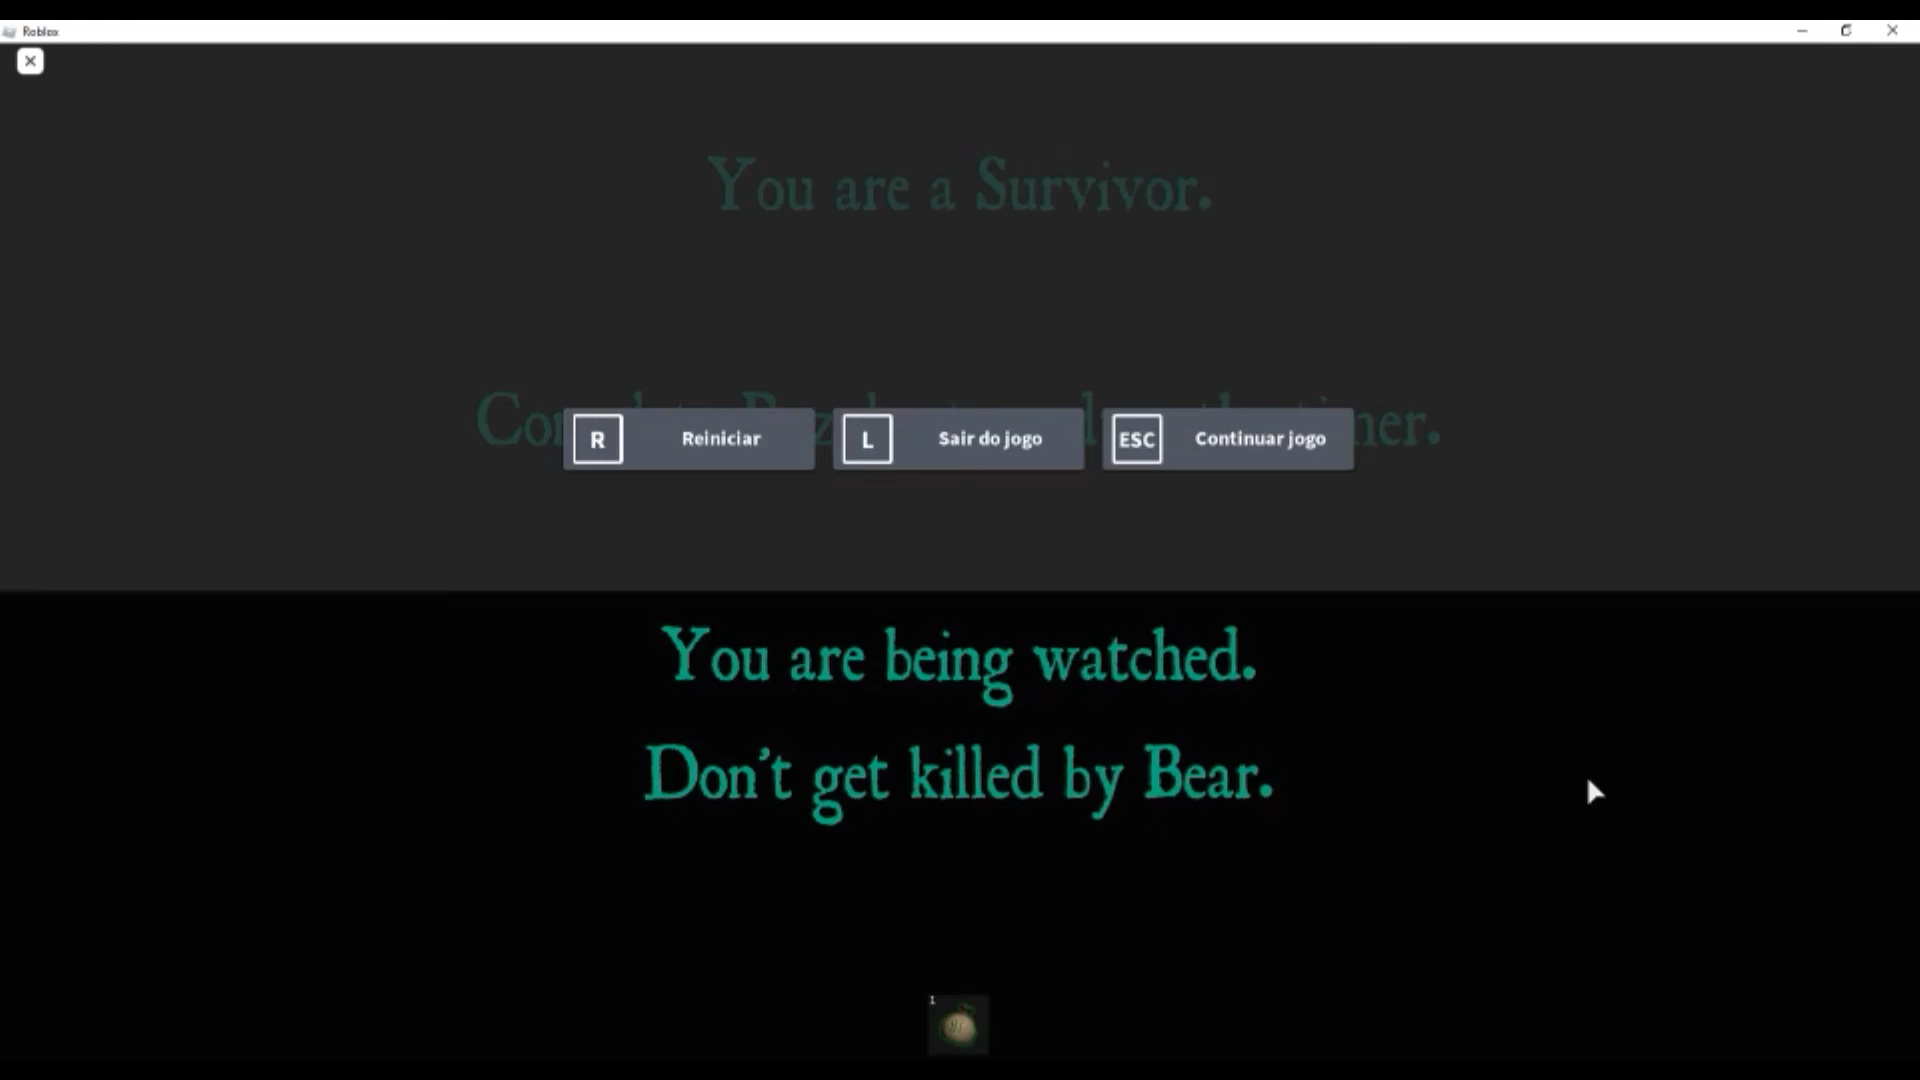 Roblox
You are a Survivor.
R Reiniciar L Sair do jogo ESC Continuar jogo
You are being watched.
Don't get killed by Bear.
1